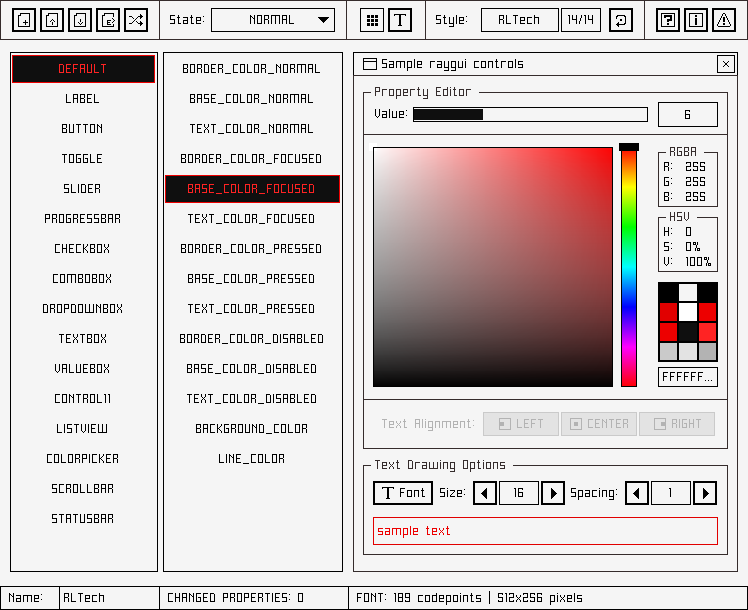 State: NORMAL Style: RLTech 14/14
DEFAULT
LABEL
BUTTON
TOGGLE
SLIDER
PROGRESSBAR
CHECKBOX
COMBOBOX
DROPDOWNBOX
TEXTBOX
VALUEBOX
CONTROL11
LISTVIEW
COLORPICKER
SCROLLBAR
STATUSBAR
BORDER_COLOR_NORMAL
BASE_COLOR_NORMAL
TEXT_COLOR_NORMAL
BORDER_COLOR_FOCUSED
BASE_COLOR_FOCUSED
TEXT_COLOR_FOCUSED
BORDER_COLOR_PRESSED
BASE_COLOR_PRESSED
TEXT_COLOR_PRESSED
BORDER_COLOR_DISABLED
BASE_COLOR_DISABLED
TEXT_COLOR_DISABLED
BACKGROUND_COLOR
LINE_COLOR
Sample raygui controls
Property Editor
Value: 6
RGBA
R: 255
G: 255
B: 255
HSV
H: 0
S: 0%
V: 100%
FFFFFF...
Text Alignment: LEFT CENTER RIGHT
Text Drawing Options
Font Size: 16 Spacing: 1
sample text
Name: RLTech CHANGED PROPERTIES: 0 FONT: 189 codepoints | 512x256 pixels